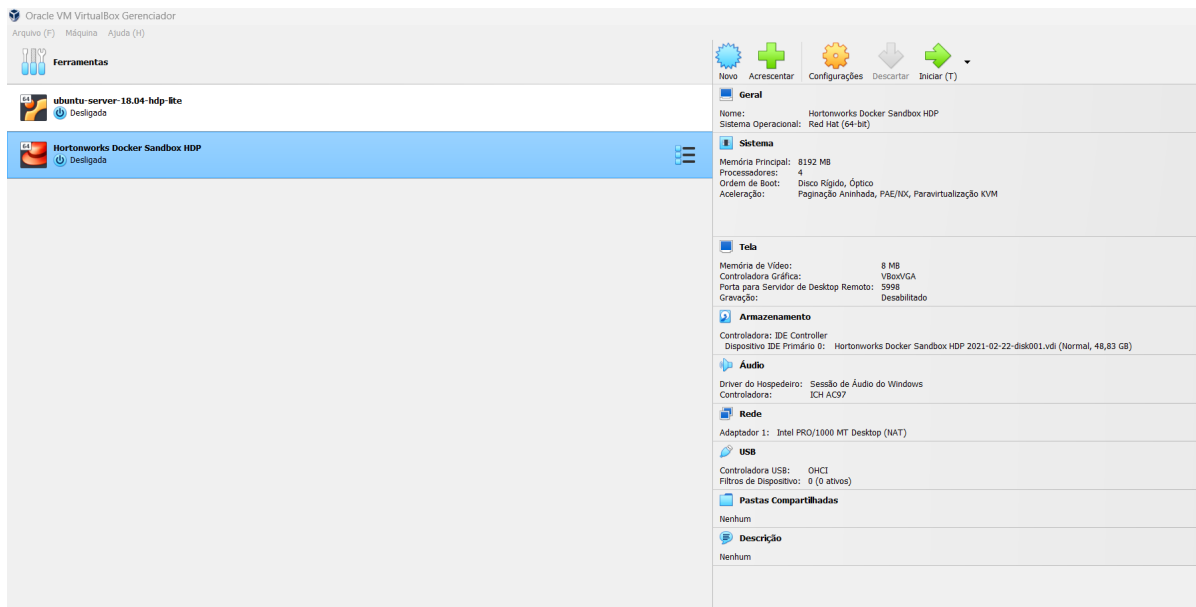 Oracle VM VirtualBox Gerenciador
Arquivo (F) Máquina Ajuda (H)
Ferramentas
Novo Acrescentar Configurações Descartar Iniciar (T)
64
ubuntu-server-18.04-hdp-lite
Desligada
64
Hortonworks Docker Sandbox HDP
Desligada
Geral
Nome: Hortonworks Docker Sandbox HDP
Sistema Operacional: Red Hat (64-bit)
Sistema
Memória Principal: 8192 MB
Processadores: 4
Ordem de Boot: Disco Rígido, Óptico
Aceleração: Paginação Aninhada, PAE/NX, Paravirtualização KVM
Tela
Memória de Vídeo: 8 MB
Controladora Gráfica: VBoxVGA
Porta para Servidor de Desktop Remoto: 5998
Gravação: Desabilitado
Armazenamento
Controladora: IDE Controller
Dispositivo IDE Primário 0: Hortonworks Docker Sandbox HDP 2021-02-22-disk001.vdi (Normal, 48,83 GB)
Áudio
Driver do Hospedeiro: Sessão de Áudio do Windows
Controladora: ICH AC97
Rede
Adaptador 1: Intel PRO/1000 MT Desktop (NAT)
USB
Controladora USB: OHCI
Filtros de Dispositivo: 0 (0 ativos)
Pastas Compartilhadas
Nenhum
Descrição
Nenhum